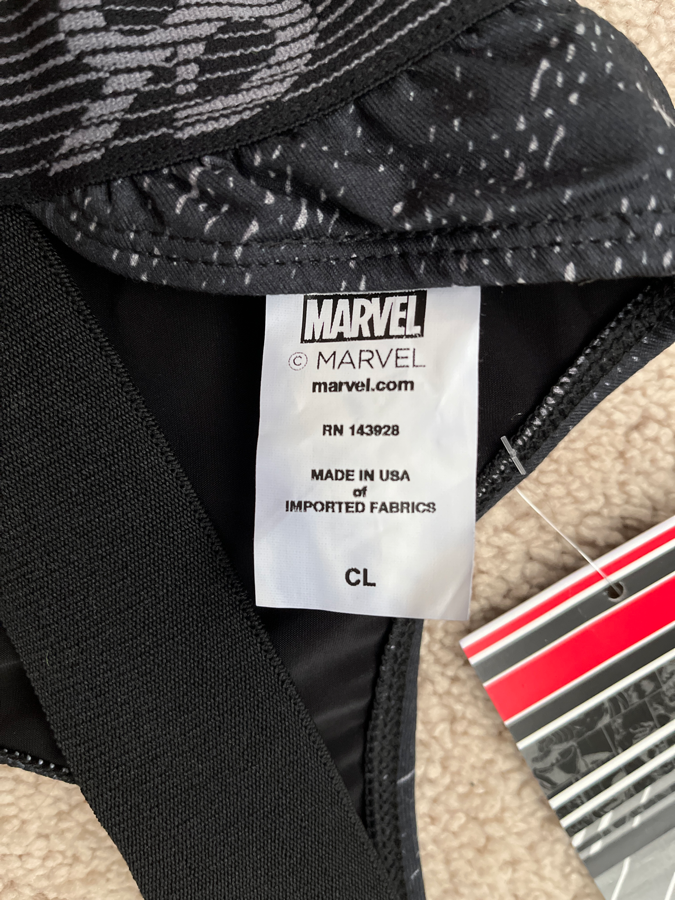 MARVEL
© MARVEL
marvel.com
RN 143928
MADE IN USA
of
IMPORTED FABRICS
CL